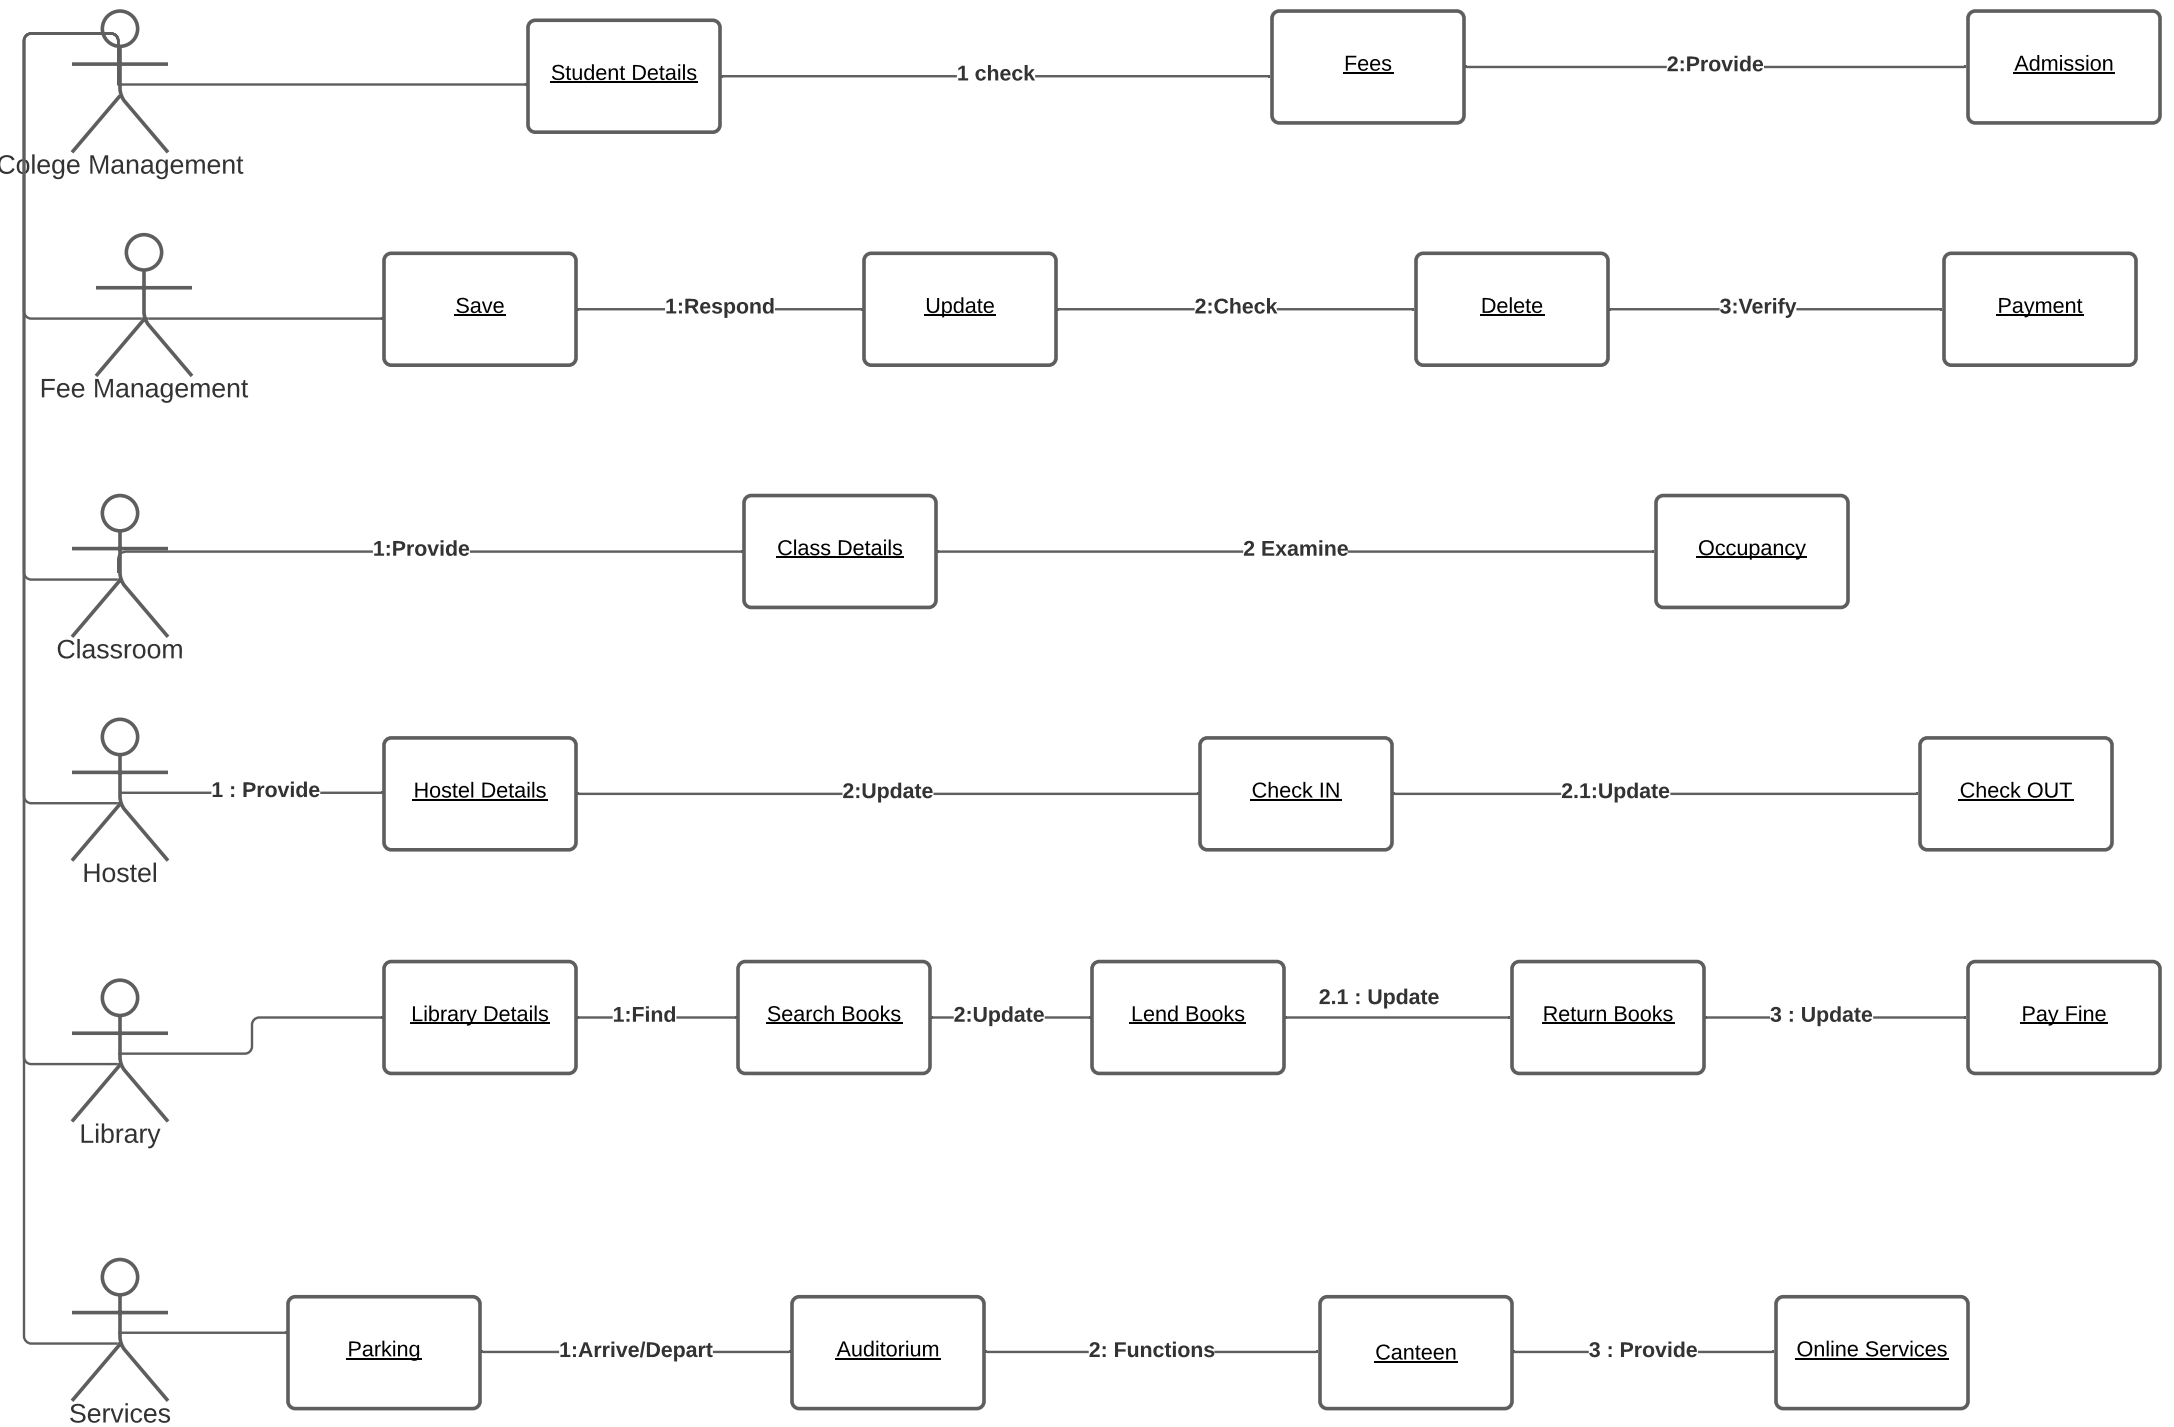 Student Details
1 check
Fees
2:Provide
Admission
Colege Management
Save
1:Respond
Update
2:Check
Delete
3:Verify
Payment
Fee Management
1:Provide
Class Details
2 Examine
Occupancy
Classroom
1 : Provide
Hostel Details
2:Update
Check IN
2.1:Update
Check OUT
Hostel
Library Details
1:Find
Search Books
2:Update
Lend Books
2.1 : Update
Return Books
3 : Update
Pay Fine
Library
Parking
1:Arrive/Depart
Auditorium
2: Functions
Canteen
3 : Provide
Online Services
Services